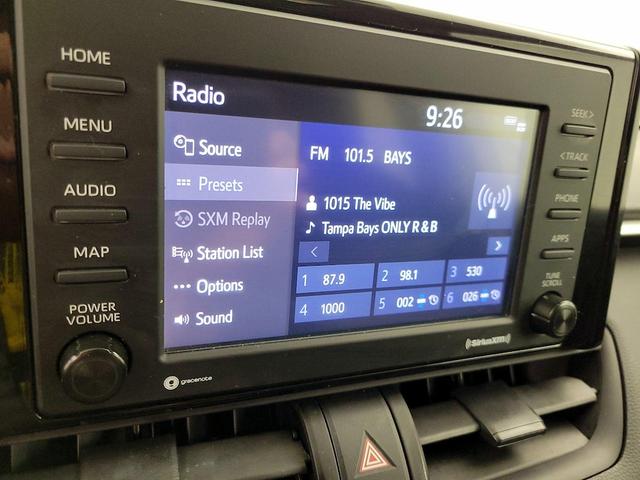 HOME
MENU
AUDIO
MAP
POWER
VOLUME
Radio
9:26
Source
Presets
SXM Replay
Station List
Options
Sound
FM 101.5 BAYS
1015 The Vibe
Tampa Bays ONLY R & B
< >
1 87.9 2 98.1 3 530
4 1000 5 002 6 026
SEEK >
< TRACK
PHONE
APPS
TUNE
SCROLL
gracenote
SiriusXM